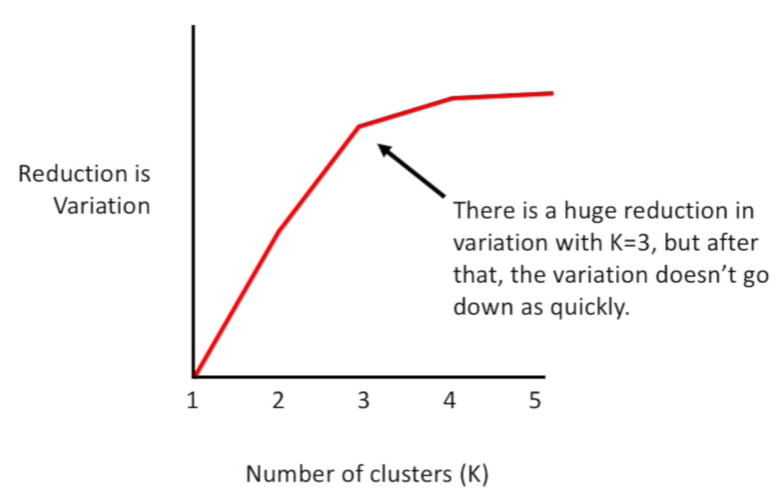 Reduction is
Variation
There is a huge reduction in
variation with K=3, but after
that, the variation doesn’t go
down as quickly.
1 2 3 4 5
Number of clusters (K)